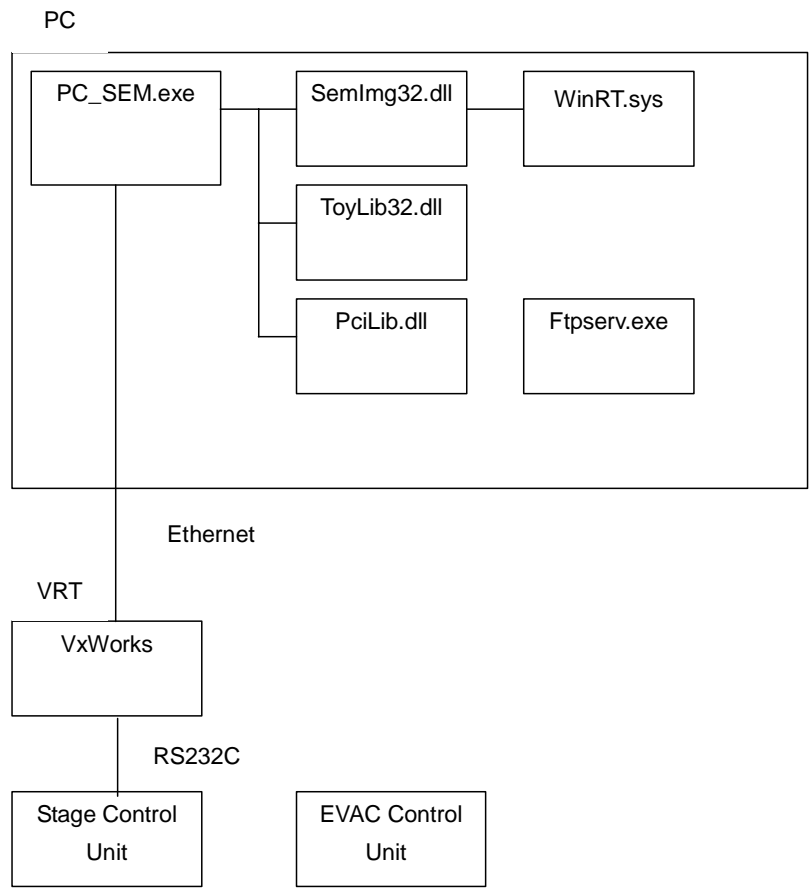 PC
PC_SEM.exe
SemImg32.dll
WinRT.sys
ToyLib32.dll
PciLib.dll
Ftpserv.exe
Ethernet
VRT
VxWorks
RS232C
Stage Control
Unit
EVAC Control
Unit